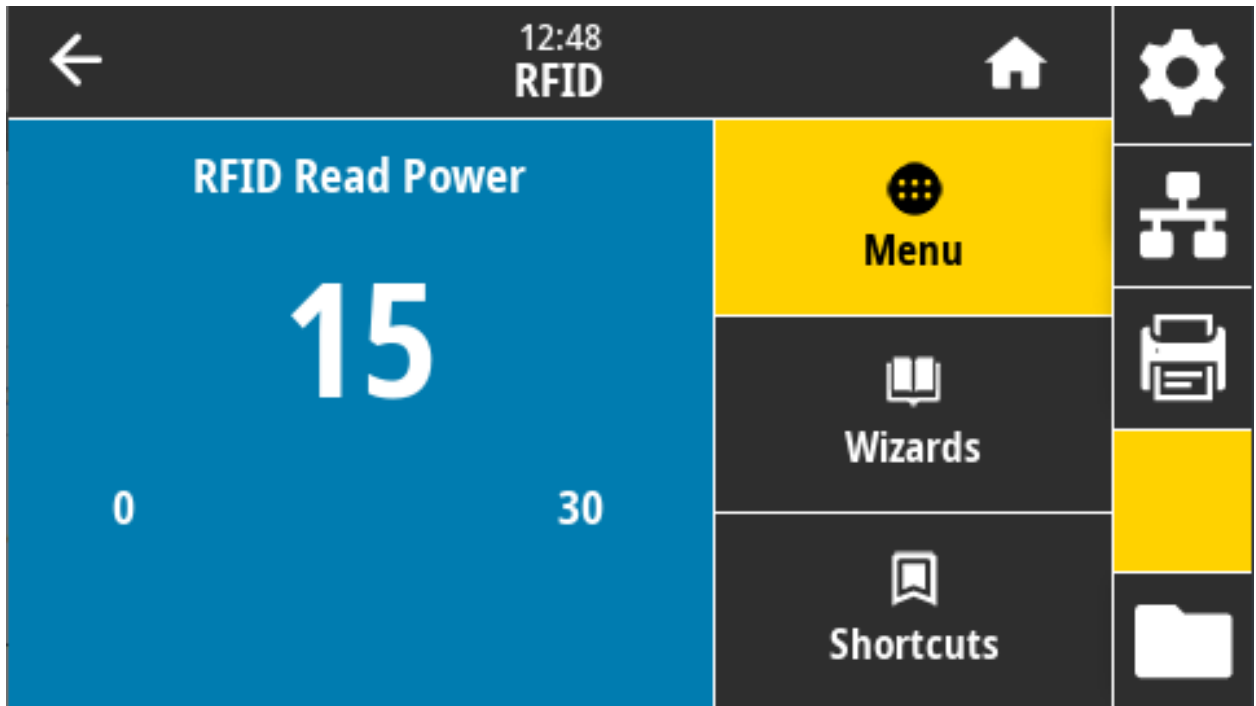 12:48
RFID
RFID Read Power
15
0 30
Menu
Wizards
Shortcuts